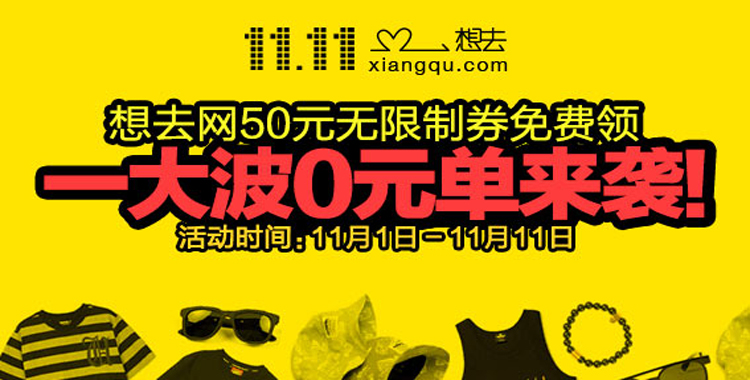 11.11 想去
xiangqu.com
想去网50元无限制券免费领
一大波0元单来袭!
活动时间:11月1日-11月11日